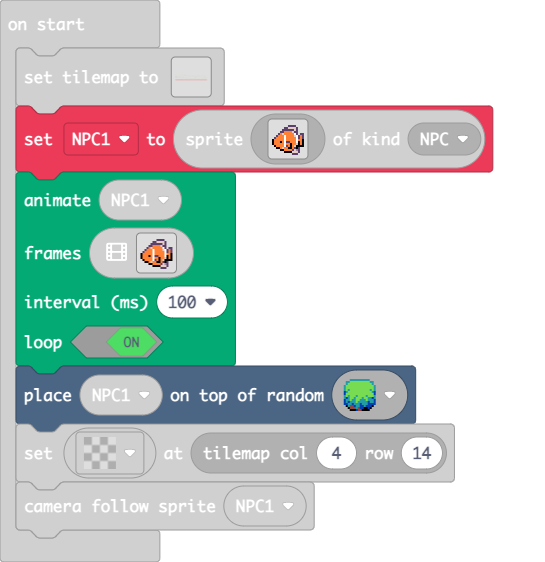 on start
set tilemap to
set NPC1 to sprite of kind NPC
animate NPC1
frames
interval (ms) 100
loop ON
place NPC1 on top of random
set at tilemap col 4 row 14
camera follow sprite NPC1